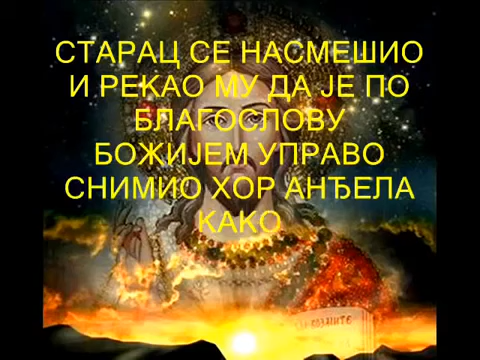 СТАРАЦ СЕ НАСМЕШИО
И РЕКАО МУ ДА ЈЕ ПО
БЛАГОСЛОВУ
БОЖИЈЕМ УПРАВО
СНИМИО ХОР АНЂЕЛА
КАКО